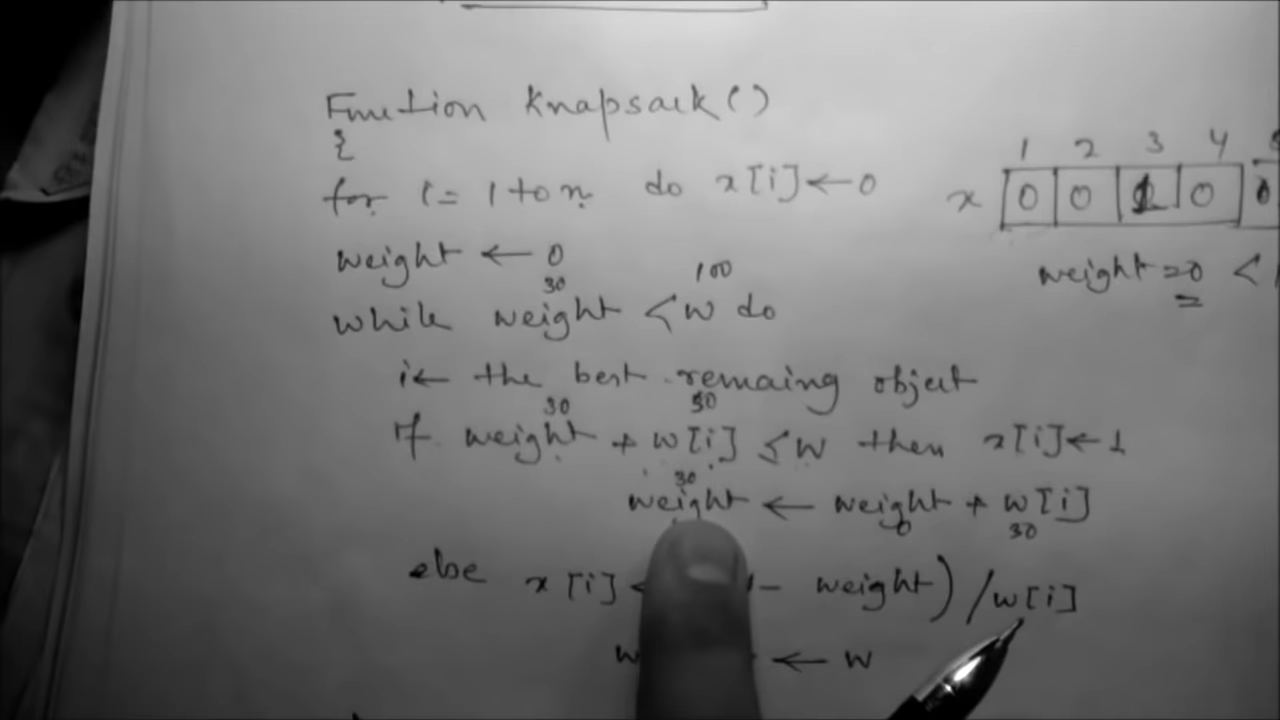 Function Knapsack()
{
for i= 1 to n do x[i]←0
weight ← 0
30 100
while weight < w do
i← the best remaing object
30 50
If weight + w[i] ≤ w then x[i]←1
30
weight ← weight + w[i]
0 30
else x[i] ← - weight) / w[i]
← w
1 2 3 4
x 0 0 1 0 0
weight = 0 <